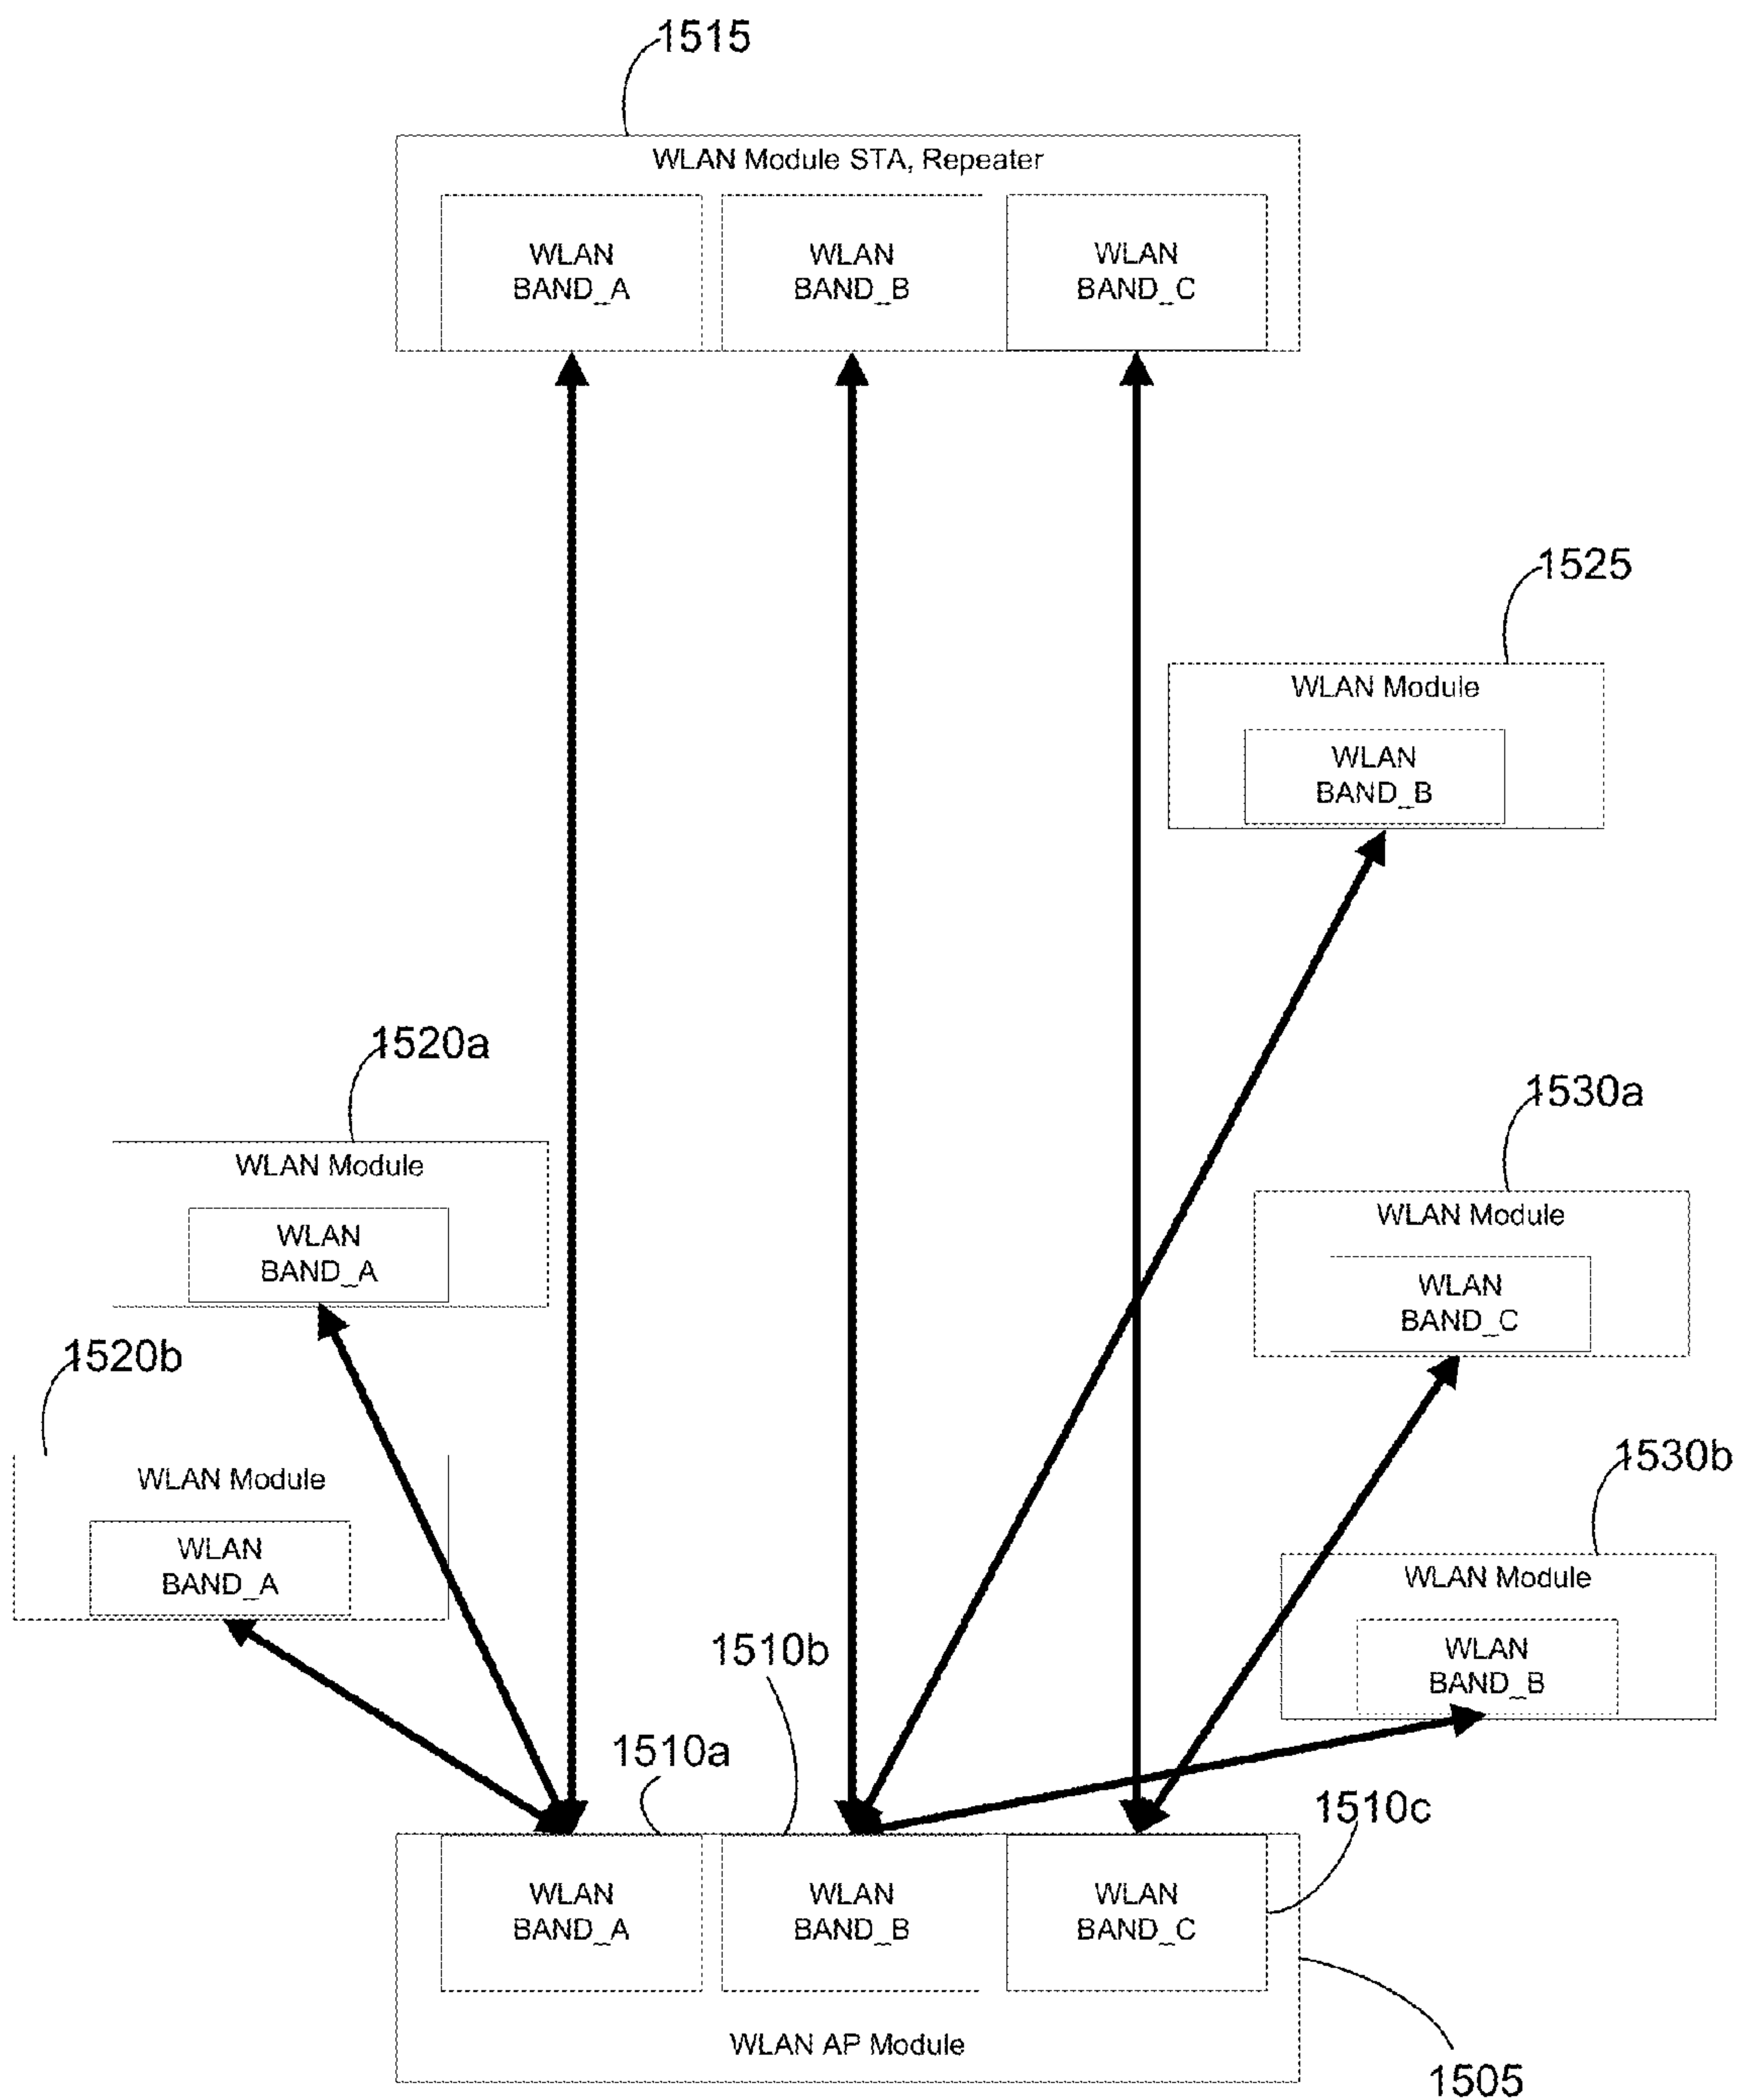 1515
WLAN Module STA, Repeater
WLAN
BAND_A
WLAN
BAND_B
WLAN
BAND_C
1525
WLAN Module
WLAN
BAND_B
1520a
WLAN Module
WLAN
BAND_A
1530a
WLAN Module
WLAN
BAND_C
1520b
WLAN Module
WLAN
BAND_A
1530b
WLAN Module
WLAN
BAND_B
1510b
1510a
1510c
WLAN
BAND_A
WLAN
BAND_B
WLAN
BAND_C
WLAN AP Module
1505